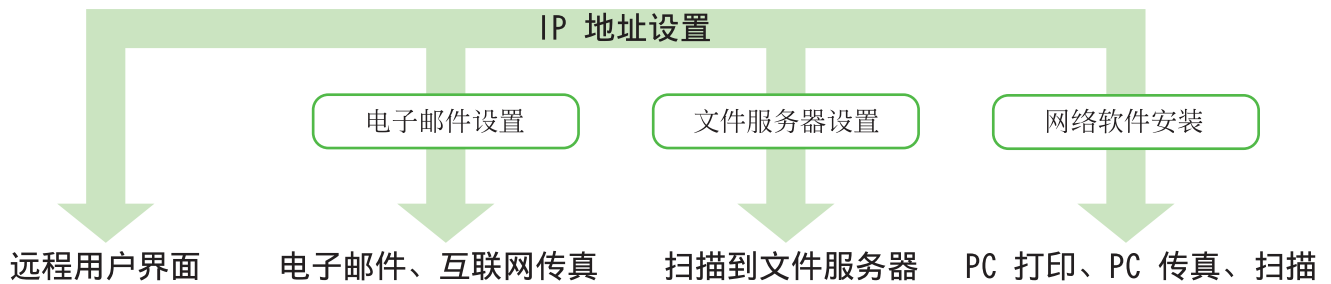 IP 地址设置
电子邮件设置
文件服务器设置
网络软件安装
远程用户界面
电子邮件、互联网传真
扫描到文件服务器
PC 打印、PC 传真、扫描